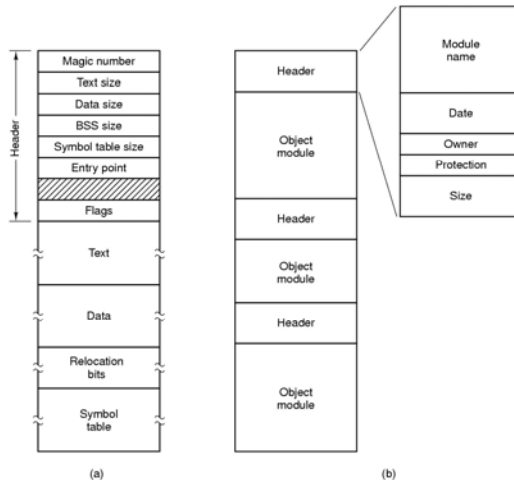 Header
Magic number
Text size
Data size
BSS size
Symbol table size
Entry point
Flags
Text
Data
Relocation
bits
Symbol
table
(a)
Header
Object
module
Header
Object
module
Header
Object
module
Module
name
Date
Owner
Protection
Size
(b)